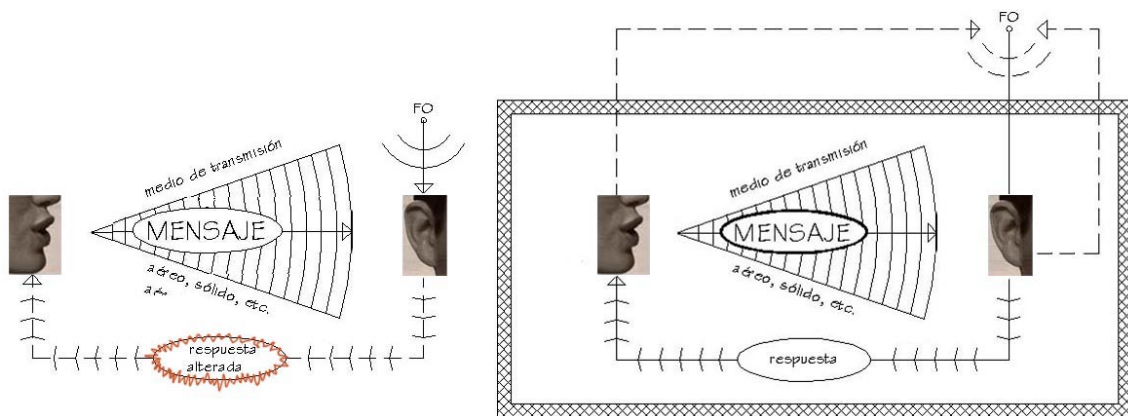 FO
medio de transmisión
MENSAJE
aéreo, sólido, etc.
respuesta
alterada
FO
medio de transmisión
MENSAJE
aéreo, sólido, etc.
respuesta